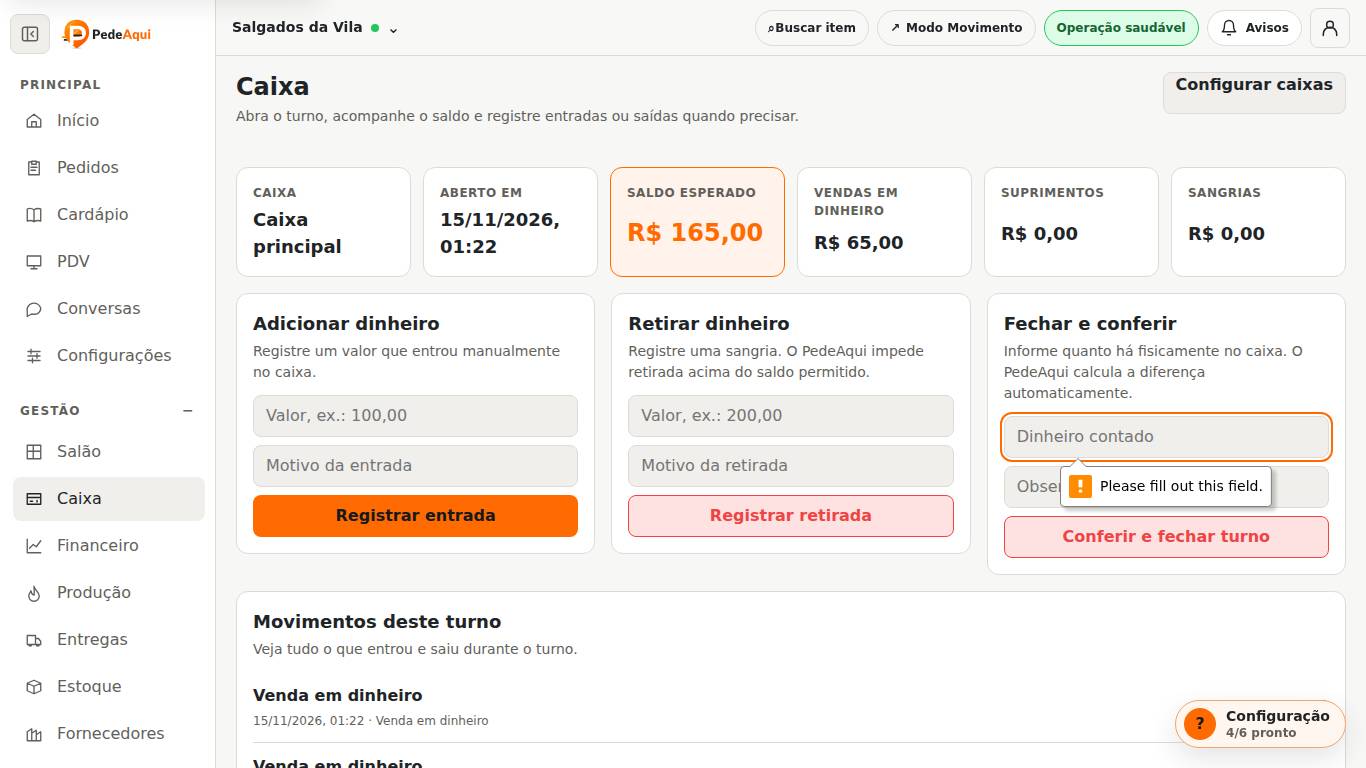 PedeAqui
Salgados da Vila
Buscar item
↗ Modo Movimento
Operação saudável
Avisos
PRINCIPAL
Início
Pedidos
Cardápio
PDV
Conversas
Configurações
GESTÃO –
Salão
Caixa
Financeiro
Produção
Entregas
Estoque
Fornecedores
Caixa
Abra o turno, acompanhe o saldo e registre entradas ou saídas quando precisar.
Configurar caixas
CAIXA
Caixa
principal
ABERTO EM
15/11/2026,
01:22
SALDO ESPERADO
R$ 165,00
VENDAS EM
DINHEIRO
R$ 65,00
SUPRIMENTOS
R$ 0,00
SANGRIAS
R$ 0,00
Adicionar dinheiro
Registre um valor que entrou manualmente
no caixa.
Valor, ex.: 100,00
Motivo da entrada
Registrar entrada
Retirar dinheiro
Registre uma sangria. O PedeAqui impede
retirada acima do saldo permitido.
Valor, ex.: 200,00
Motivo da retirada
Registrar retirada
Fechar e conferir
Informe quanto há fisicamente no caixa. O
PedeAqui calcula a diferença
automaticamente.
Dinheiro contado
! Please fill out this field.
Conferir e fechar turno
Movimentos deste turno
Veja tudo o que entrou e saiu durante o turno.
Venda em dinheiro
15/11/2026, 01:22 · Venda em dinheiro
Venda em dinheiro
? Configuração
4/6 pronto